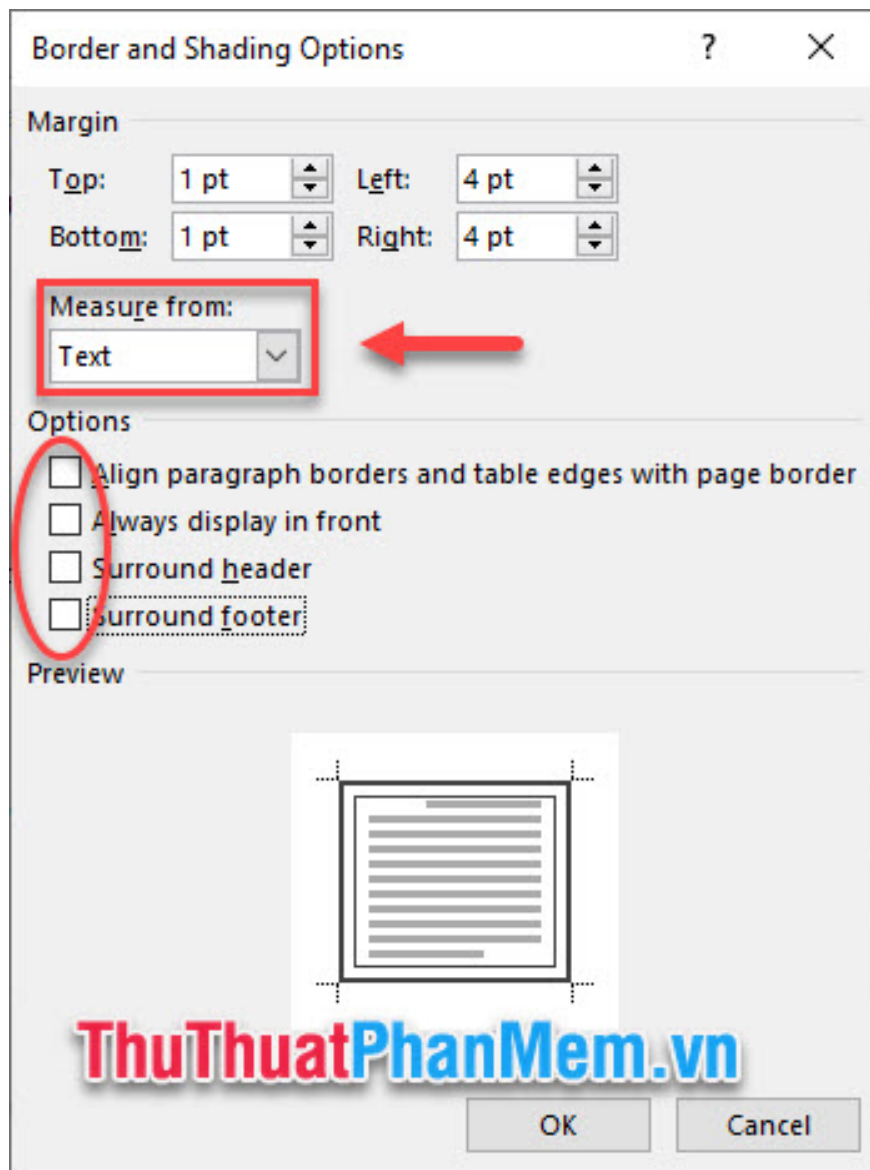 Border and Shading Options ?
Margin
Top: 1 pt Left: 4 pt
Bottom: 1 pt Right: 4 pt
Measure from:
Text
Options
Align paragraph borders and table edges with page border
Always display in front
Surround header
Surround footer
Preview
ThuThuatPhanMem.vn
OK Cancel